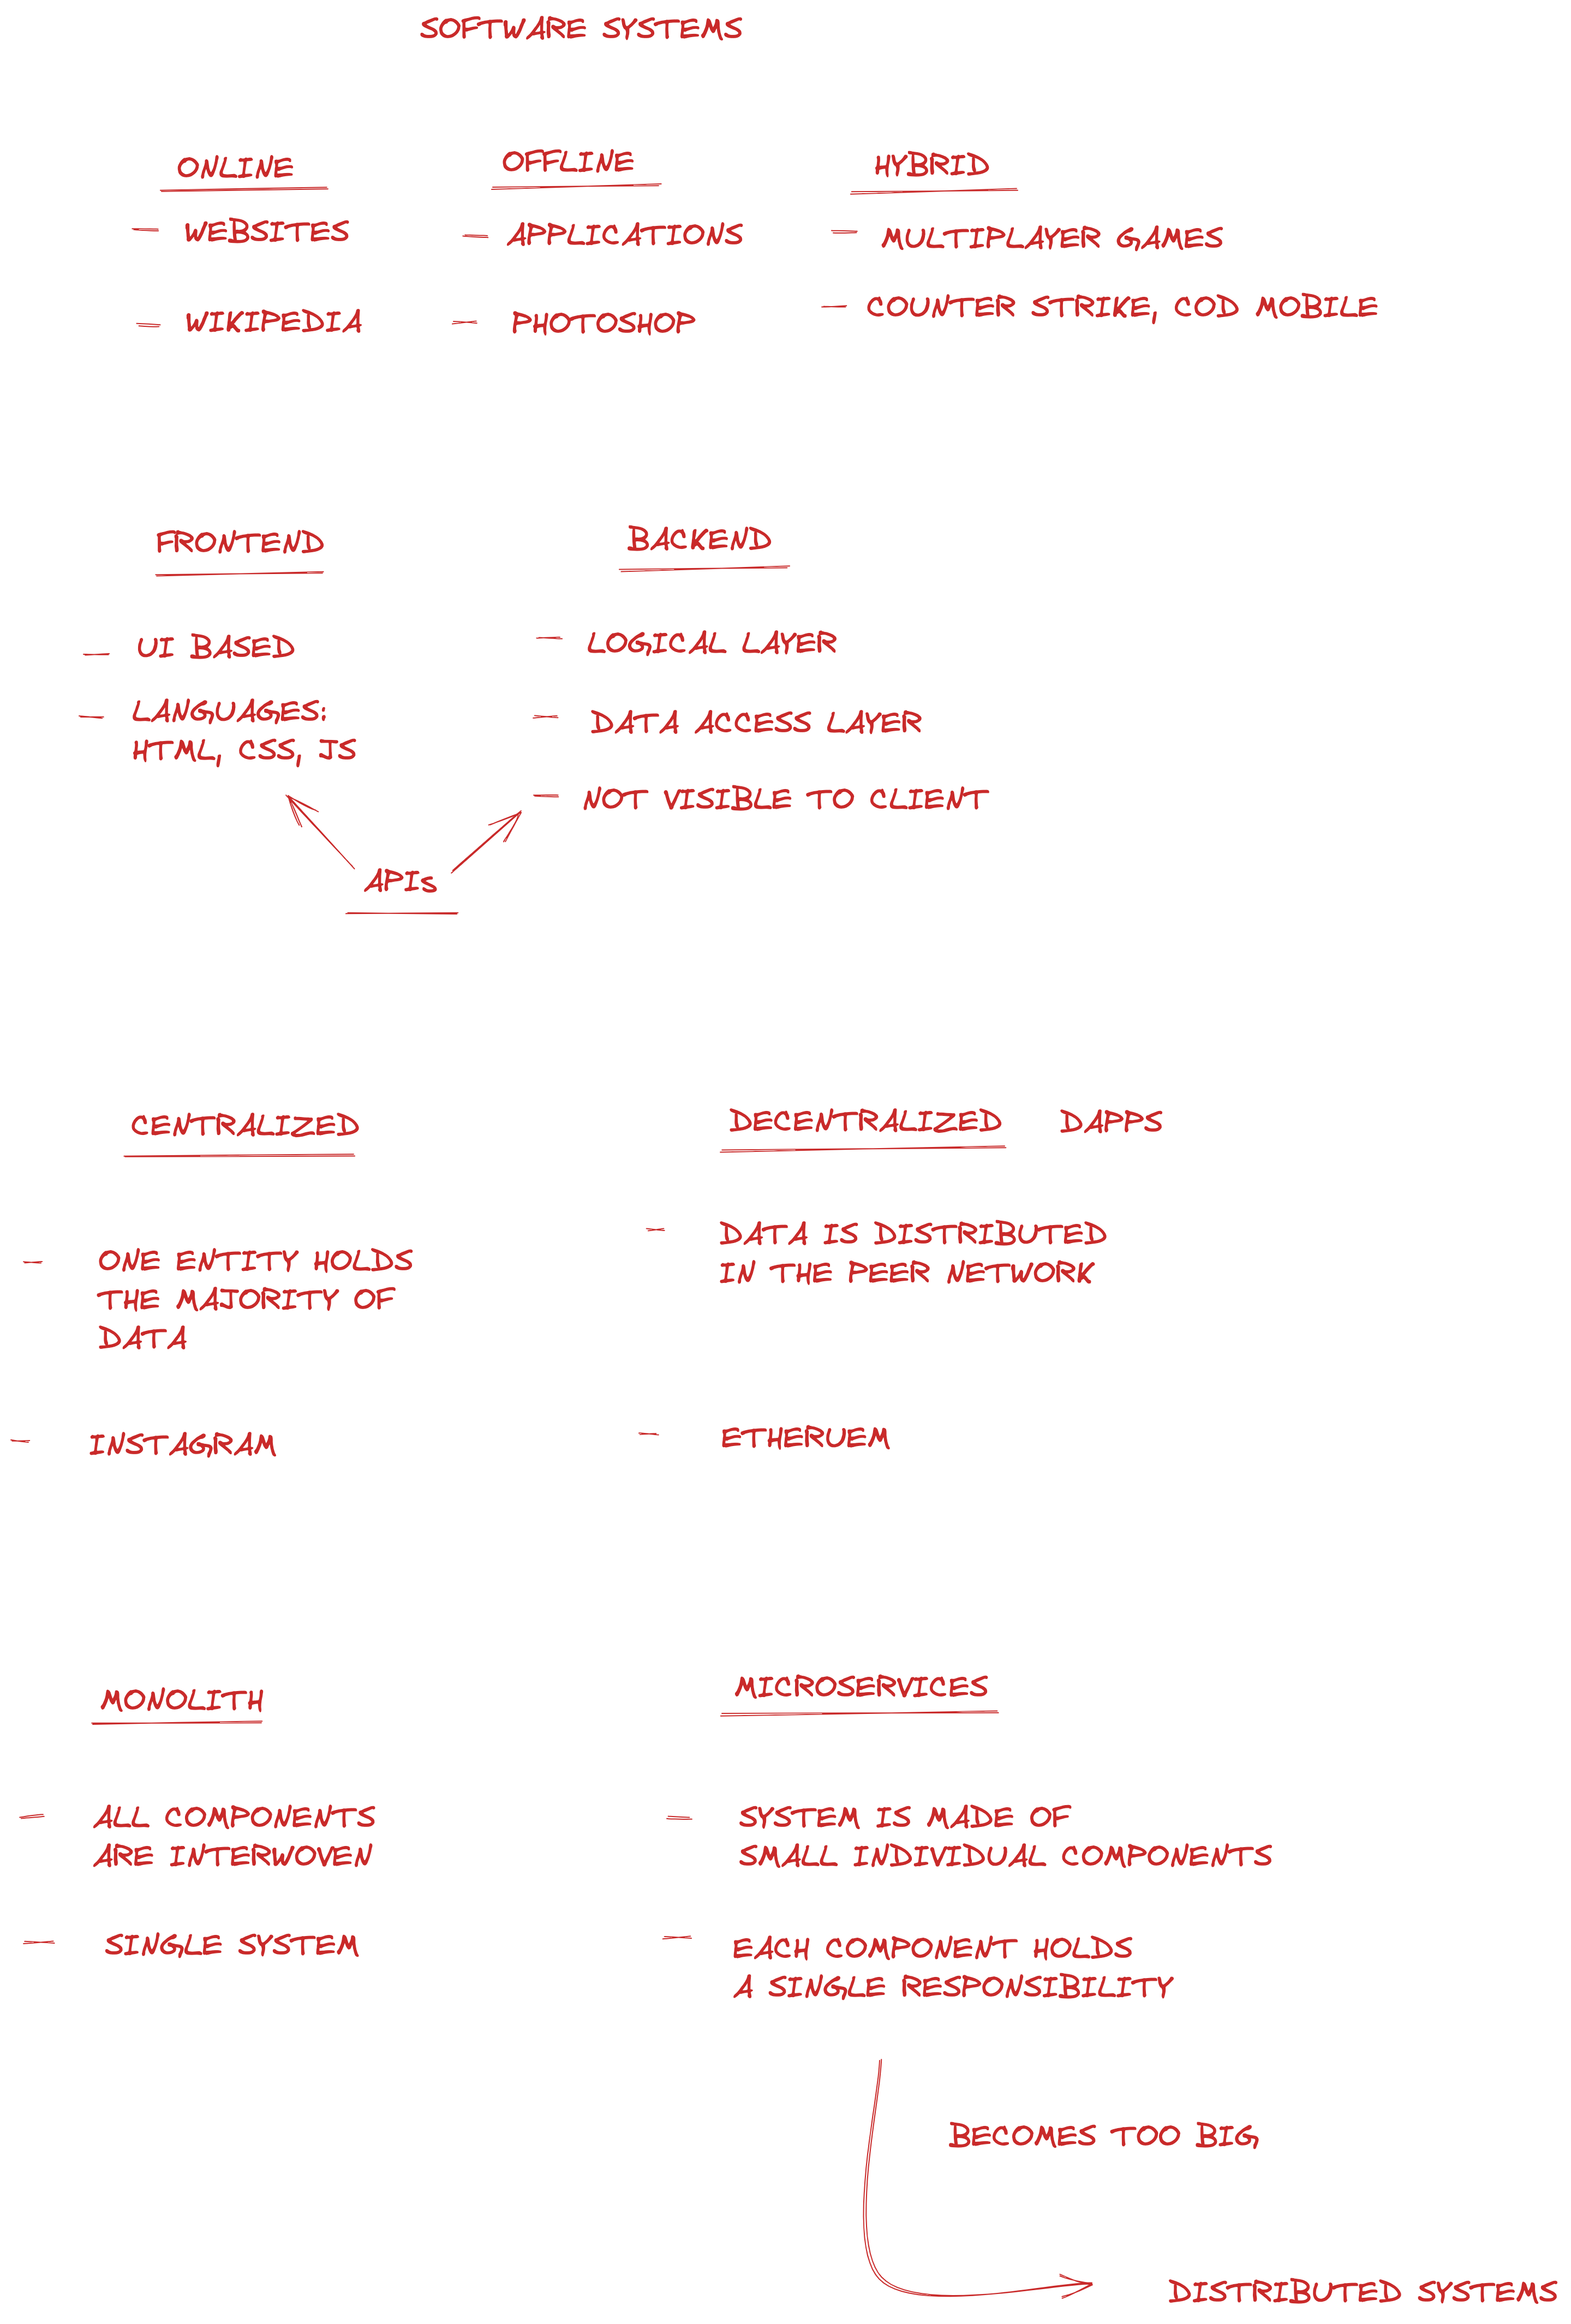 SOFTWARE SYSTEMS
ONLINE
- WEBSITES
- WIKIPEDIA
OFFLINE
- APPLICATIONS
- PHOTOSHOP
HYBRID
- MULTIPLAYER GAMES
- COUNTER STRIKE, COD MOBILE
FRONTEND
- UI BASED
- LANGUAGES:
HTML, CSS, JS
BACKEND
- LOGICAL LAYER
- DATA ACCESS LAYER
- NOT VISIBLE TO CLIENT
APIs
CENTRALIZED
- ONE ENTITY HOLDS
THE MAJORITY OF
DATA
- INSTAGRAM
DECENTRALIZED DAPPS
- DATA IS DISTRIBUTED
IN THE PEER NETWORK
- ETHERUEM
MONOLITH
- ALL COMPONENTS
ARE INTERWOVEN
- SINGLE SYSTEM
MICROSERVICES
- SYSTEM IS MADE OF
SMALL INDIVIDUAL COMPONENTS
- EACH COMPONENT HOLDS
A SINGLE RESPONSIBILITY
BECOMES TOO BIG
DISTRIBUTED SYSTEMS